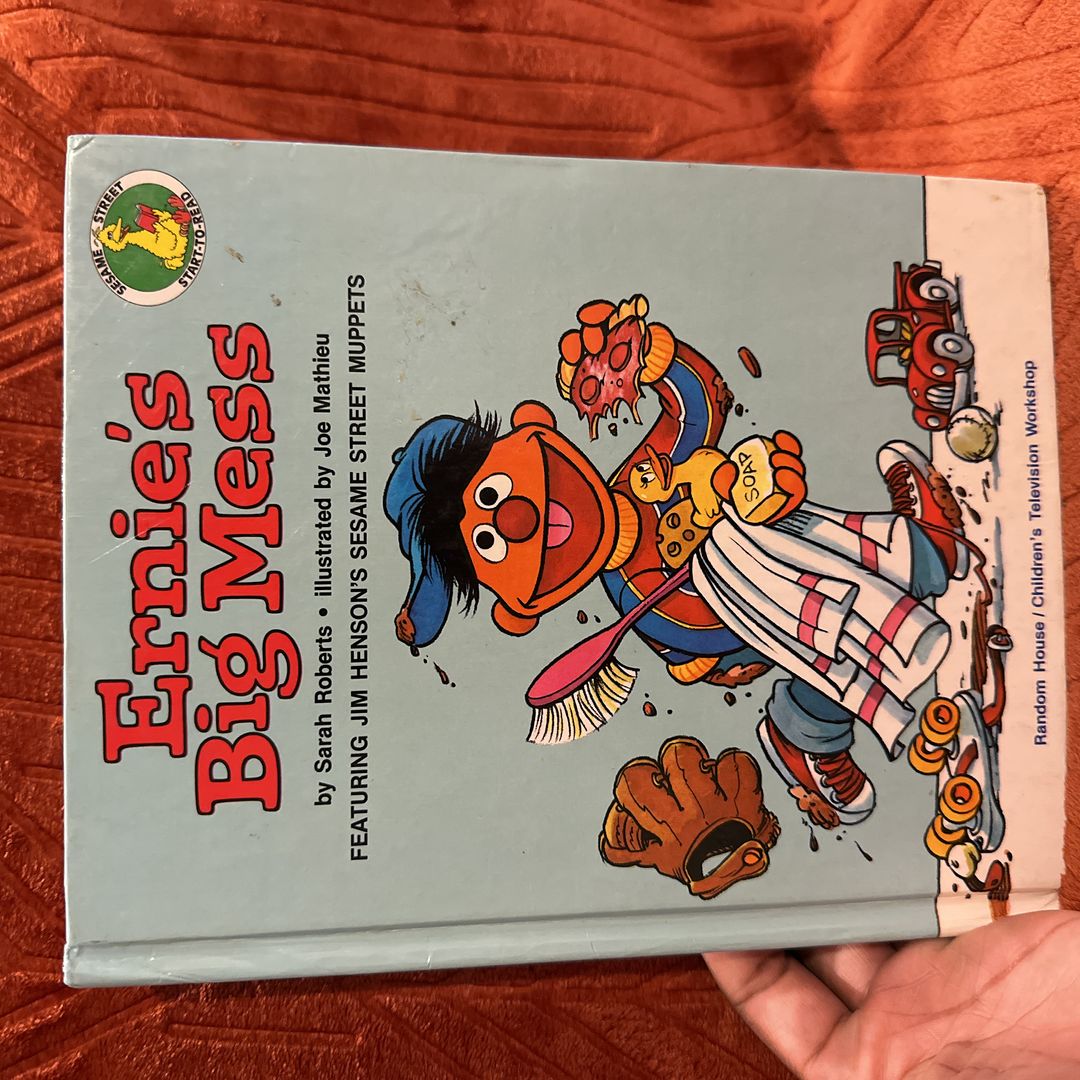 SESAME STREET
START-TO-READ
Ernie's
Big Mess
by Sarah Roberts • illustrated by Joe Mathieu
FEATURING JIM HENSON'S SESAME STREET MUPPETS
SOAP
Random House / Children's Television Workshop